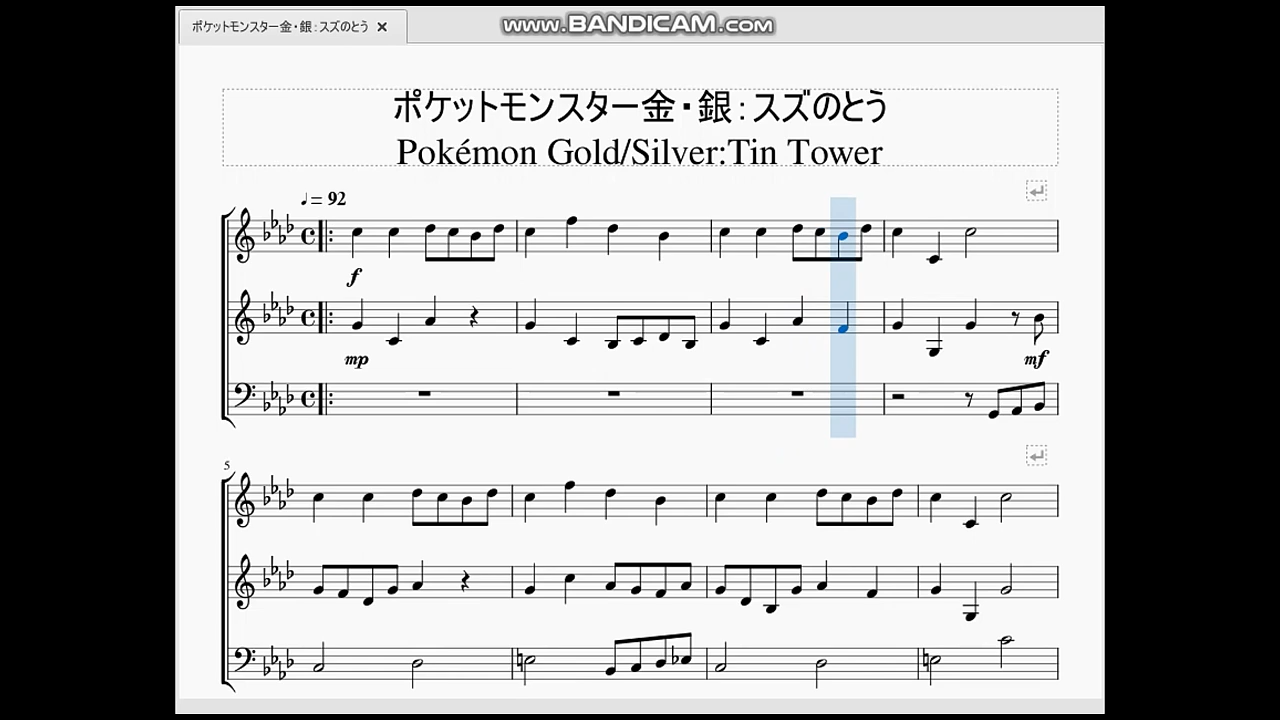 ポケットモンスター金・銀:スズのとう ×
www.BANDICAM.com
ポケットモンスター金・銀:スズのとう
Pokémon Gold/Silver:Tin Tower
♩= 92
f
mp
mf
5